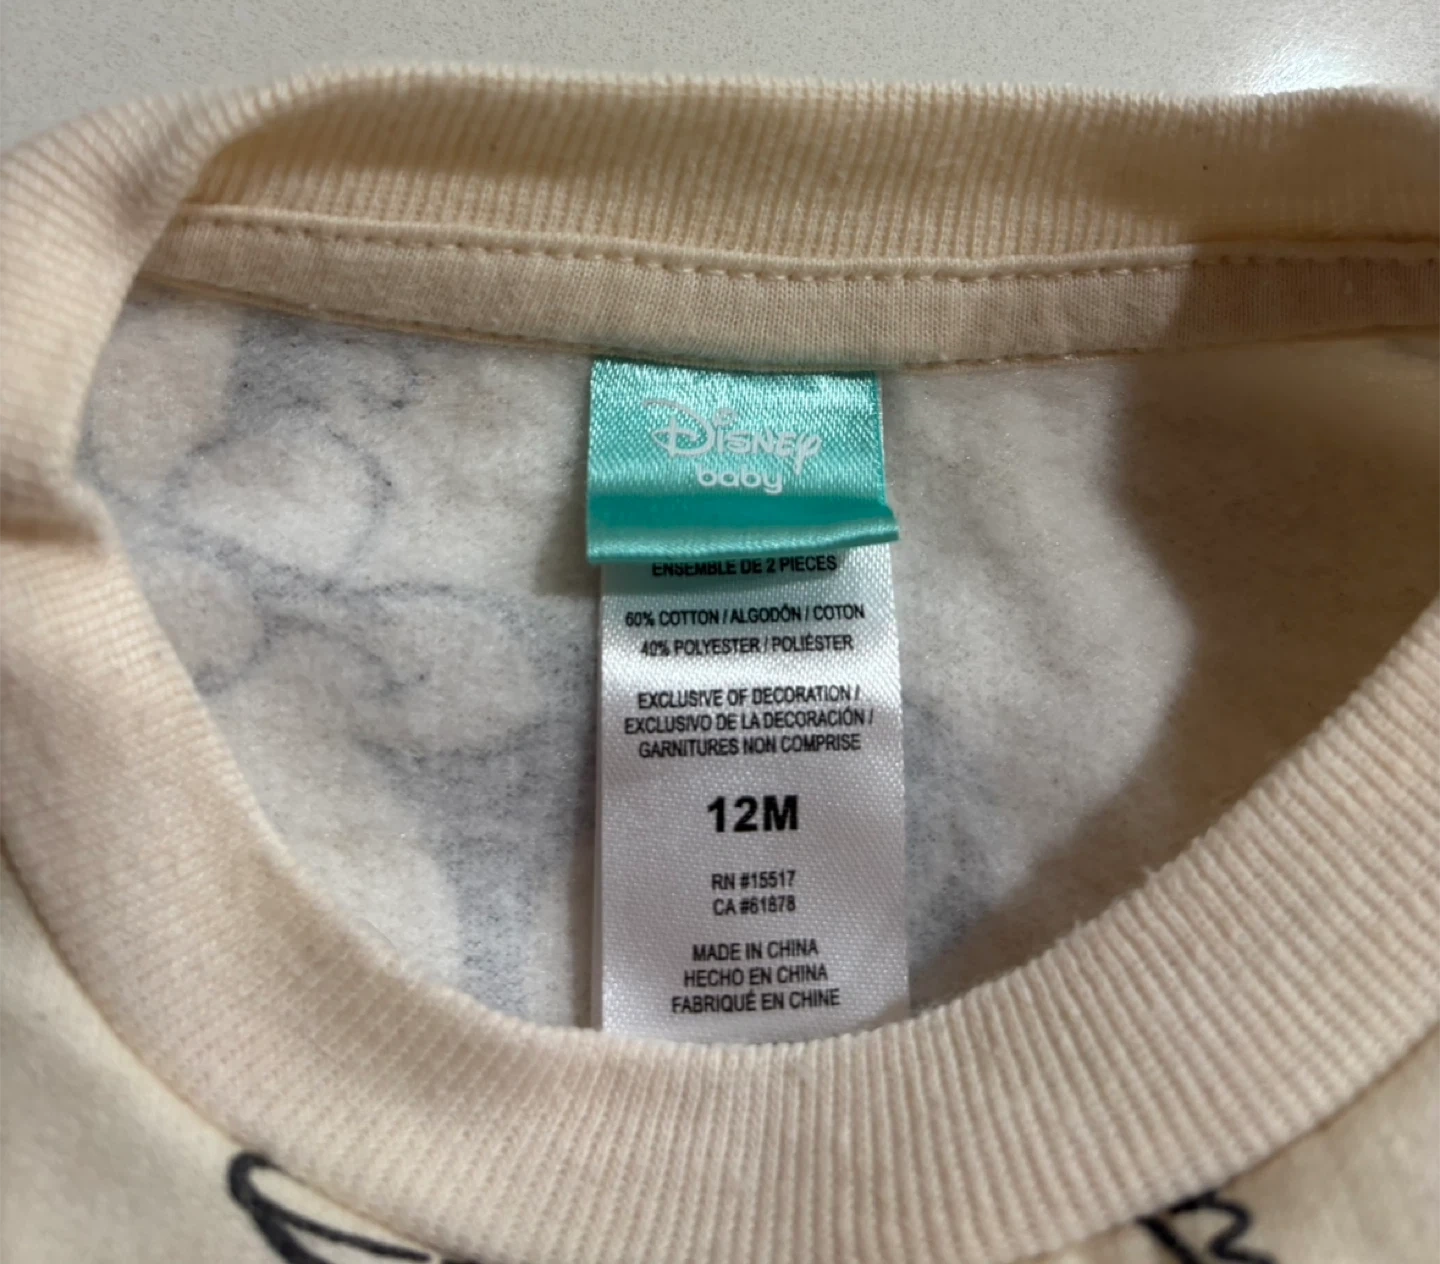 Disney
baby
ENSEMBLE DE 2 PIECES
60% COTTON / ALGODÓN / COTON
40% POLYESTER / POLIÉSTER
EXCLUSIVE OF DECORATION /
EXCLUSIVO DE LA DECORACIÓN /
GARNITURES NON COMPRISE
12M
RN #15517
CA #61878
MADE IN CHINA
HECHO EN CHINA
FABRIQUÉ EN CHINE